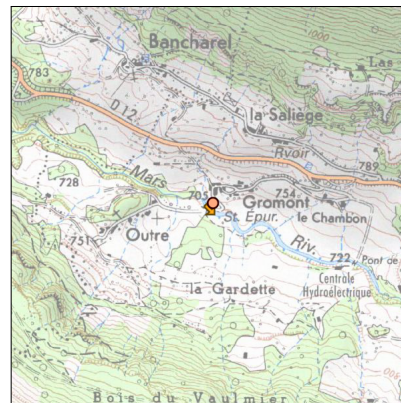 1000
Bancharel
Las
783
la Saliège
D 12
Rvoir
789
Mars
728
705
754
Gromont
le Chambon
St. Epur.
751
Outre
Riv.
722
Pont de
Centrale
Hydroélectrique
la Gardette
Bois du Vaulmier